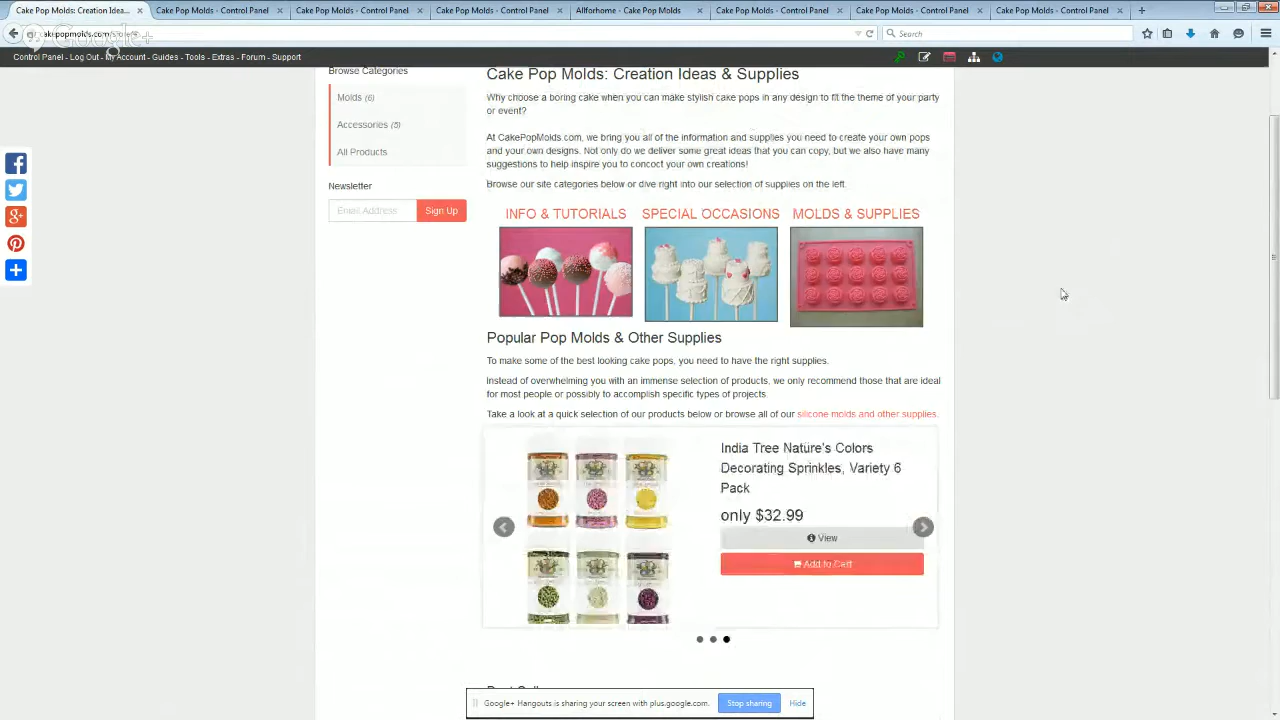 Cake Pop Molds: Creation Ideas...
Cake Pop Molds - Control Panel
Cake Pop Molds - Control Panel
Cake Pop Molds - Control Panel
Allforhome - Cake Pop Molds
Cake Pop Molds - Control Panel
Cake Pop Molds - Control Panel
Cake Pop Molds - Control Panel
Google+
Search
Control Panel - Log Out - My Account - Guides - Tools - Extras - Forum - Support
Browse Categories
Molds (6)
Accessories (5)
All Products
Newsletter
Email Address
Sign Up
Cake Pop Molds: Creation Ideas & Supplies
Why choose a boring cake when you can make stylish cake pops in any design to fit the theme of your party
or event?
At CakePopMolds.com, we bring you all of the information and supplies you need to create your own pops
and your own designs. Not only do we deliver some great ideas that you can copy, but we also have many
suggestions to help inspire you to concoct your own creations!
Browse our site categories below or dive right into our selection of supplies on the left.
INFO & TUTORIALS
SPECIAL OCCASIONS
MOLDS & SUPPLIES
Popular Pop Molds & Other Supplies
To make some of the best looking cake pops, you need to have the right supplies.
Instead of overwhelming you with an immense selection of products, we only recommend those that are ideal
for most people or possibly to accomplish specific types of projects.
Take a look at a quick selection of our products below or browse all of our silicone molds and other supplies.
India Tree Nature's Colors
Decorating Sprinkles, Variety 6
Pack
only $32.99
View
Add to Cart
Google+ Hangouts is sharing your screen with plus.google.com.
Stop sharing
Hide